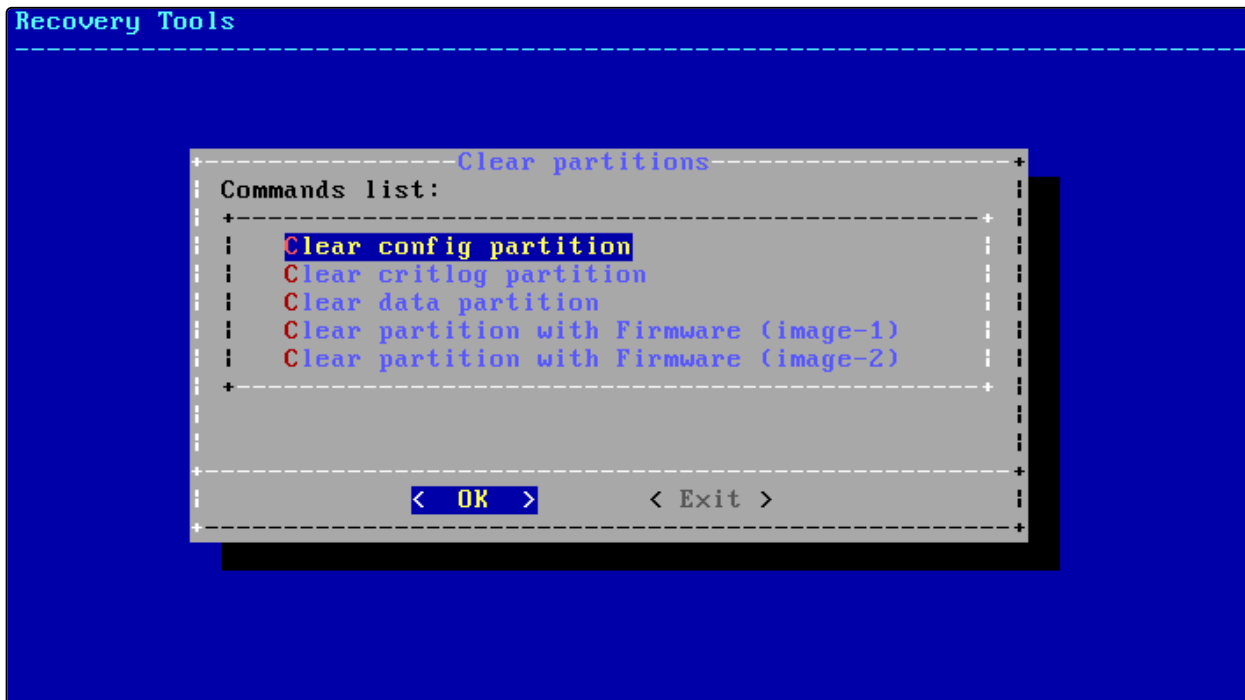 Recovery Tools
Clear partitions
Commands list:
Clear config partition
Clear critlog partition
Clear data partition
Clear partition with Firmware (image-1)
Clear partition with Firmware (image-2)
< OK > < Exit >